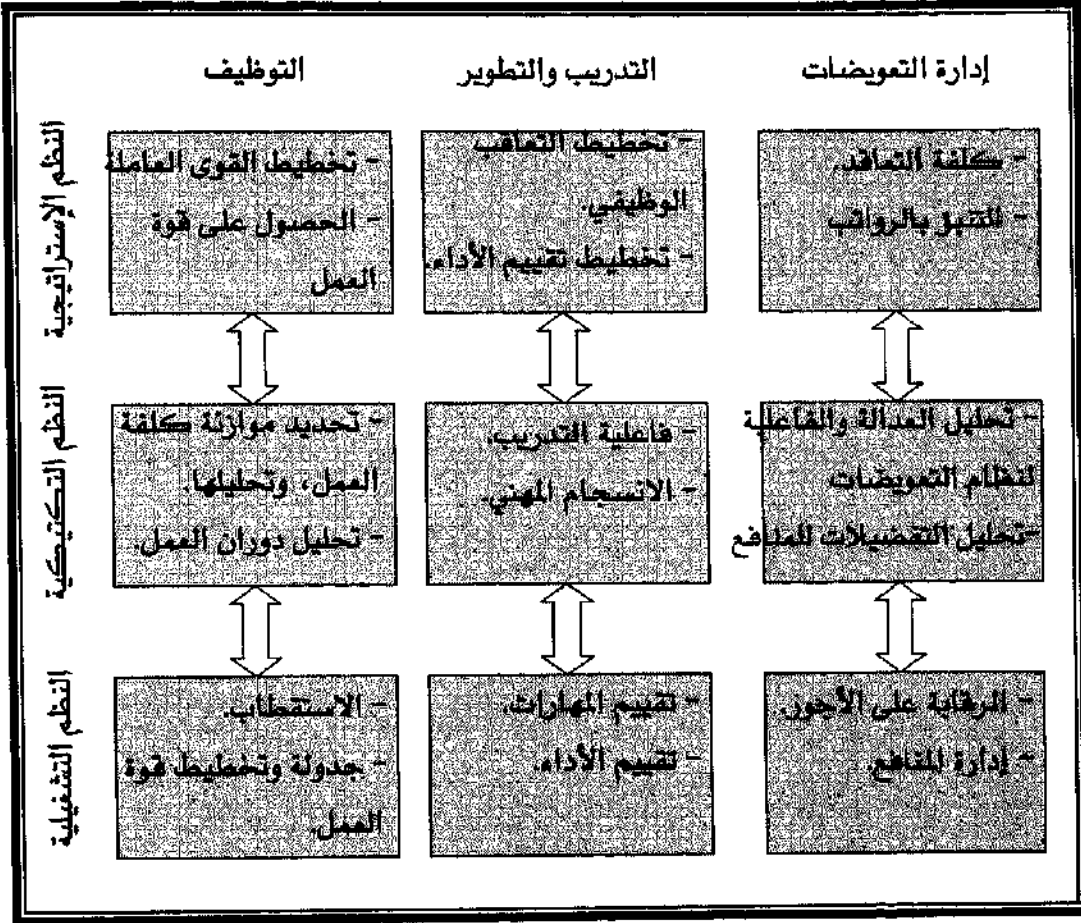 إدارة التعويضات
التدريب والتطوير
التوظيف
النظم الإستراتيجية
- كلفة التعاقد.
- التنبؤ بالرواتب
- تخطيط التعاقب
الوظيفي.
- تخطيط تقييم الأداء.
- تخطيط القوى العاملة
- الحصول على قوة
العمل
النظم التكتيكية
- تحليل العدالة والفاعلية
لنظام التعويضات
-تحليل التفضيلات للمنافع
- فاعلية التدريب.
- الانسجام المهني.
- تحديد موازنة كلفة
العمل، وتحليلها.
- تحليل دوران العمل.
النظم التشغيلية
- الرقابة على الأجور.
- إدارة المنافع.
- تقييم المهارات.
- تقييم الأداء.
- الاستقطاب.
- جدولة وتخطيط قوة
العمل.